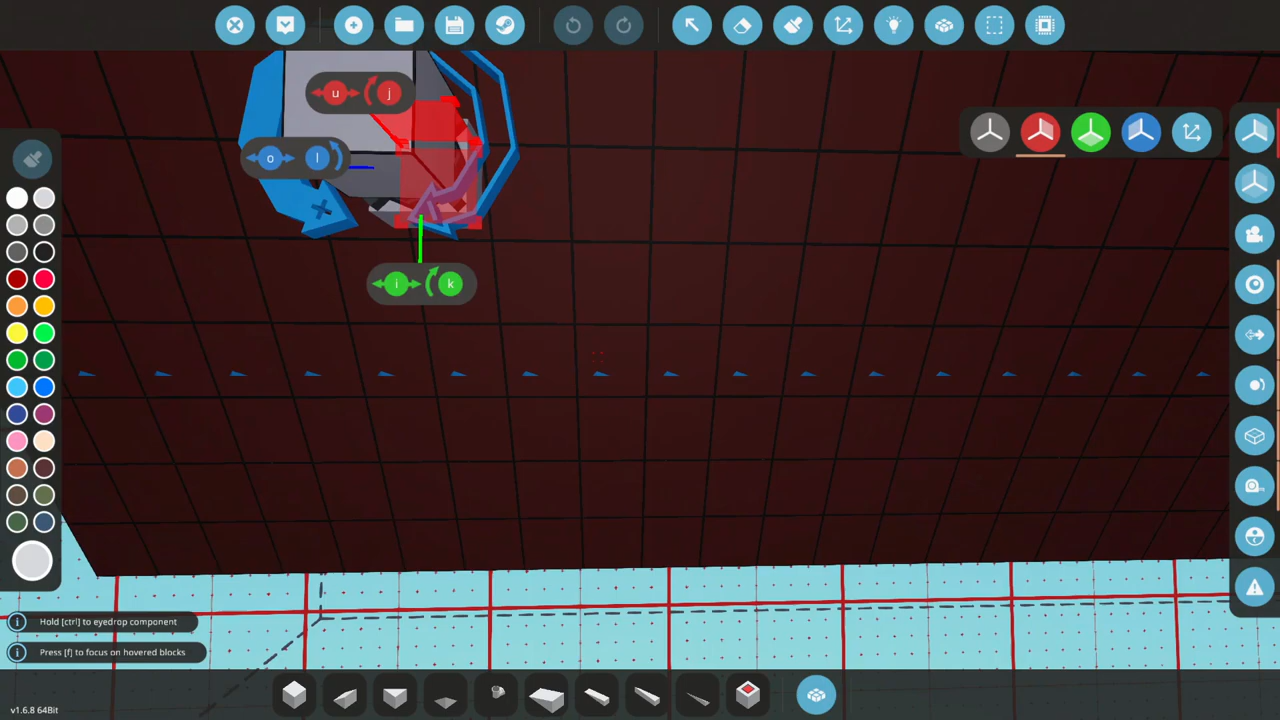 u j
o l
i k
Hold [ctrl] to eyedrop component
Press [f] to focus on hovered blocks
v1.6.8 64Bit